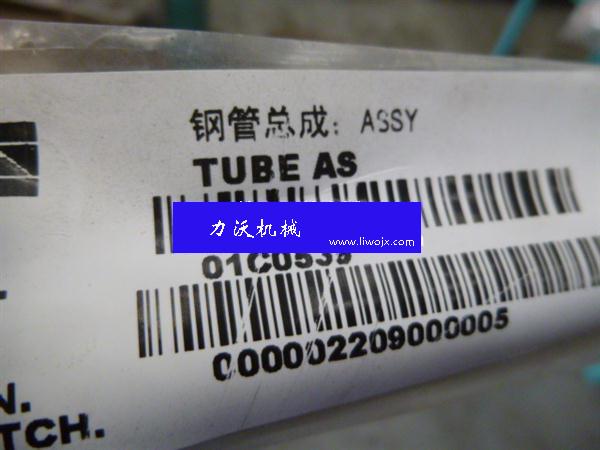 钢管总成: ASSY
TUBE AS
力沃机械
www.liwojx.com
01C0539
000002209000005
N.
TCH.